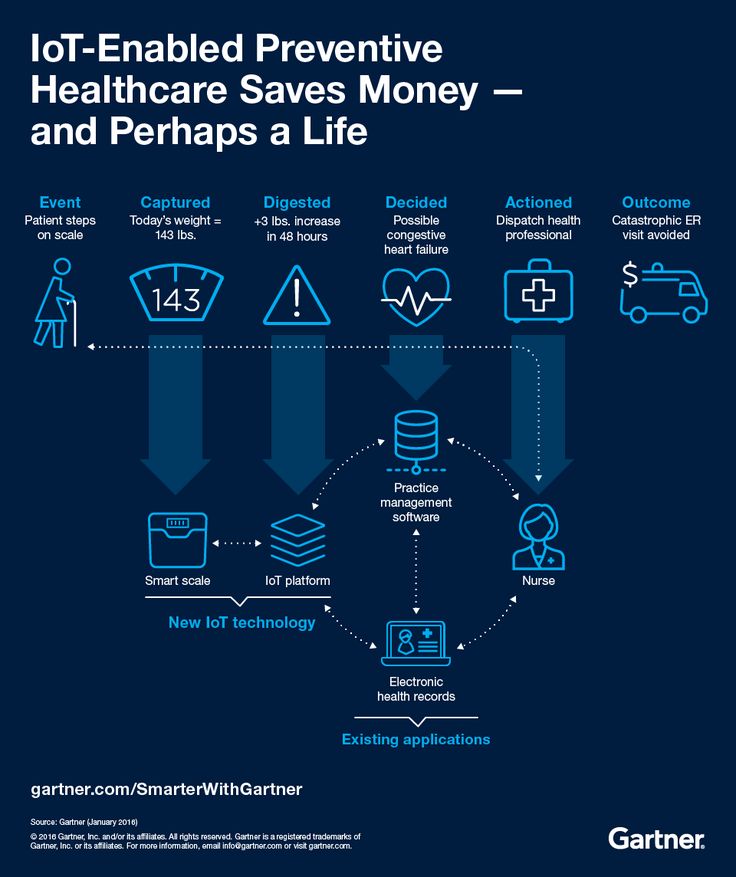 IoT-Enabled Preventive
Healthcare Saves Money —
and Perhaps a Life
Event
Patient steps
on scale
Captured
Today's weight =
143 lbs.
Digested
+3 lbs. increase
in 48 hours
Decided
Possible
congestive
heart failure
Actioned
Dispatch health
professional
Outcome
Catastrophic ER
visit avoided
143
!
$
Practice
management
software
Smart scale
IoT platform
Nurse
New IoT technology
Electronic
health records
Existing applications
gartner.com/SmarterWithGartner
Source: Gartner (January 2016)
© 2016 Gartner, Inc. and/or its affiliates. All rights reserved. Gartner is a registered trademarks of
Gartner, Inc. or its affiliates. For more information, email info@gartner.com or visit gartner.com.
Gartner.